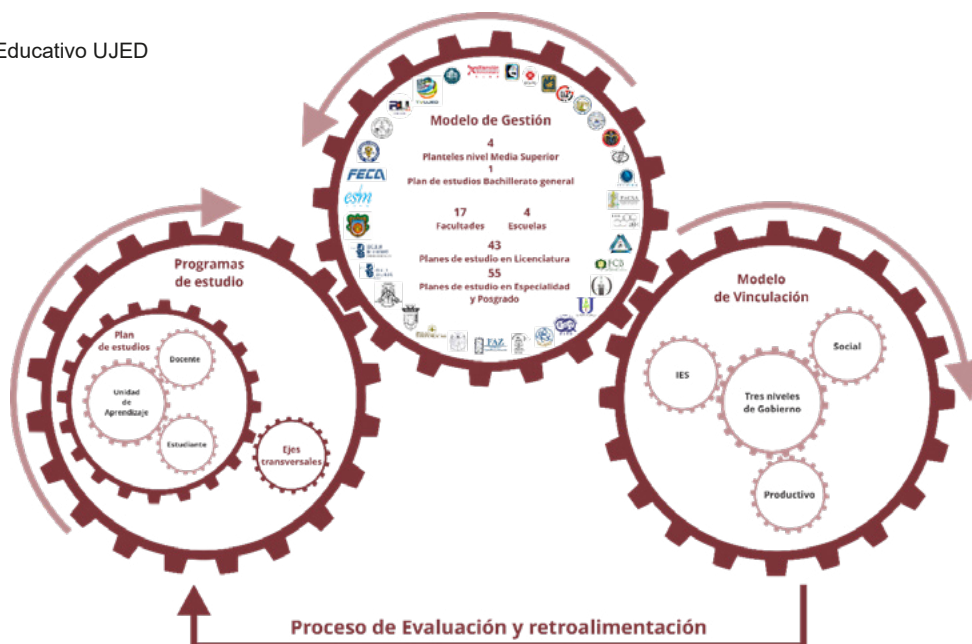 Educativo UJED
Modelo de Gestión
4
Planteles nivel Media Superior
1
Plan de estudios Bachillerato general
17 4
Facultades Escuelas
43
Planes de estudio en Licenciatura
55
Planes de estudio en Especialidad
y Posgrado
FECA
esm
FAZ
FCB
Programas
de estudio
Plan
de estudios
Docente
Unidad
de
Aprendizaje
Estudiante
Ejes
transversales
Modelo
de Vinculación
Social
IES
Tres niveles
de Gobierno
Productivo
Proceso de Evaluación y retroalimentación